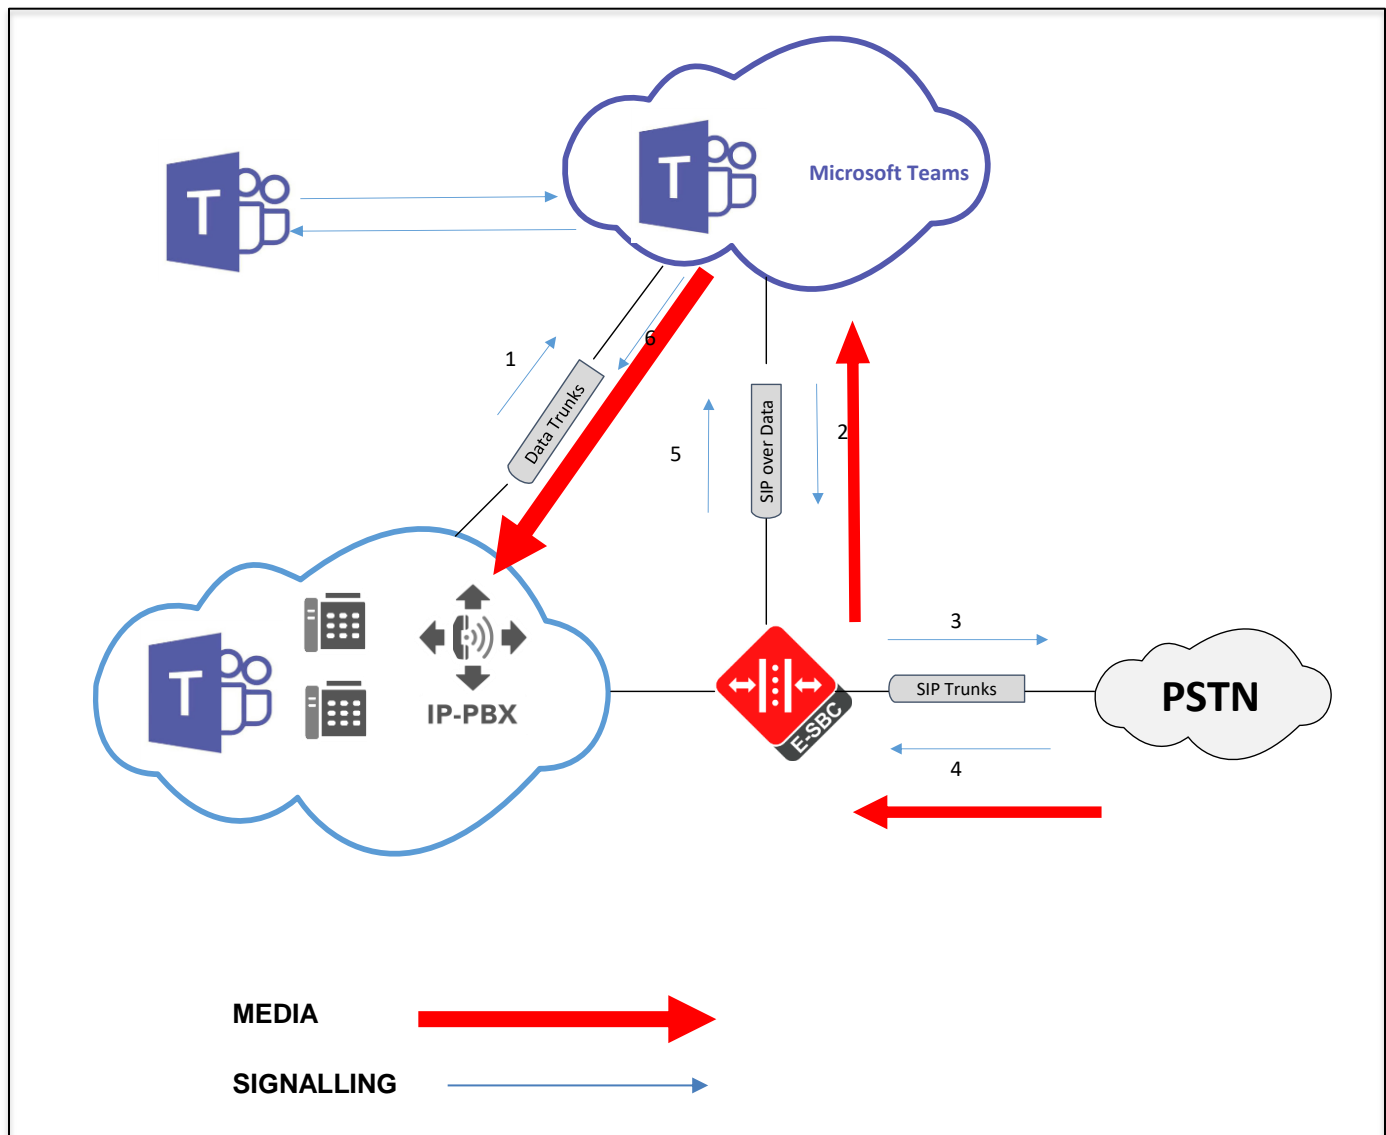 T
T
Microsoft Teams
1
6
Data Trunks
5
SIP over Data
2
3
T
IP-PBX
E-SBC
SIP Trunks
PSTN
4
MEDIA
SIGNALLING